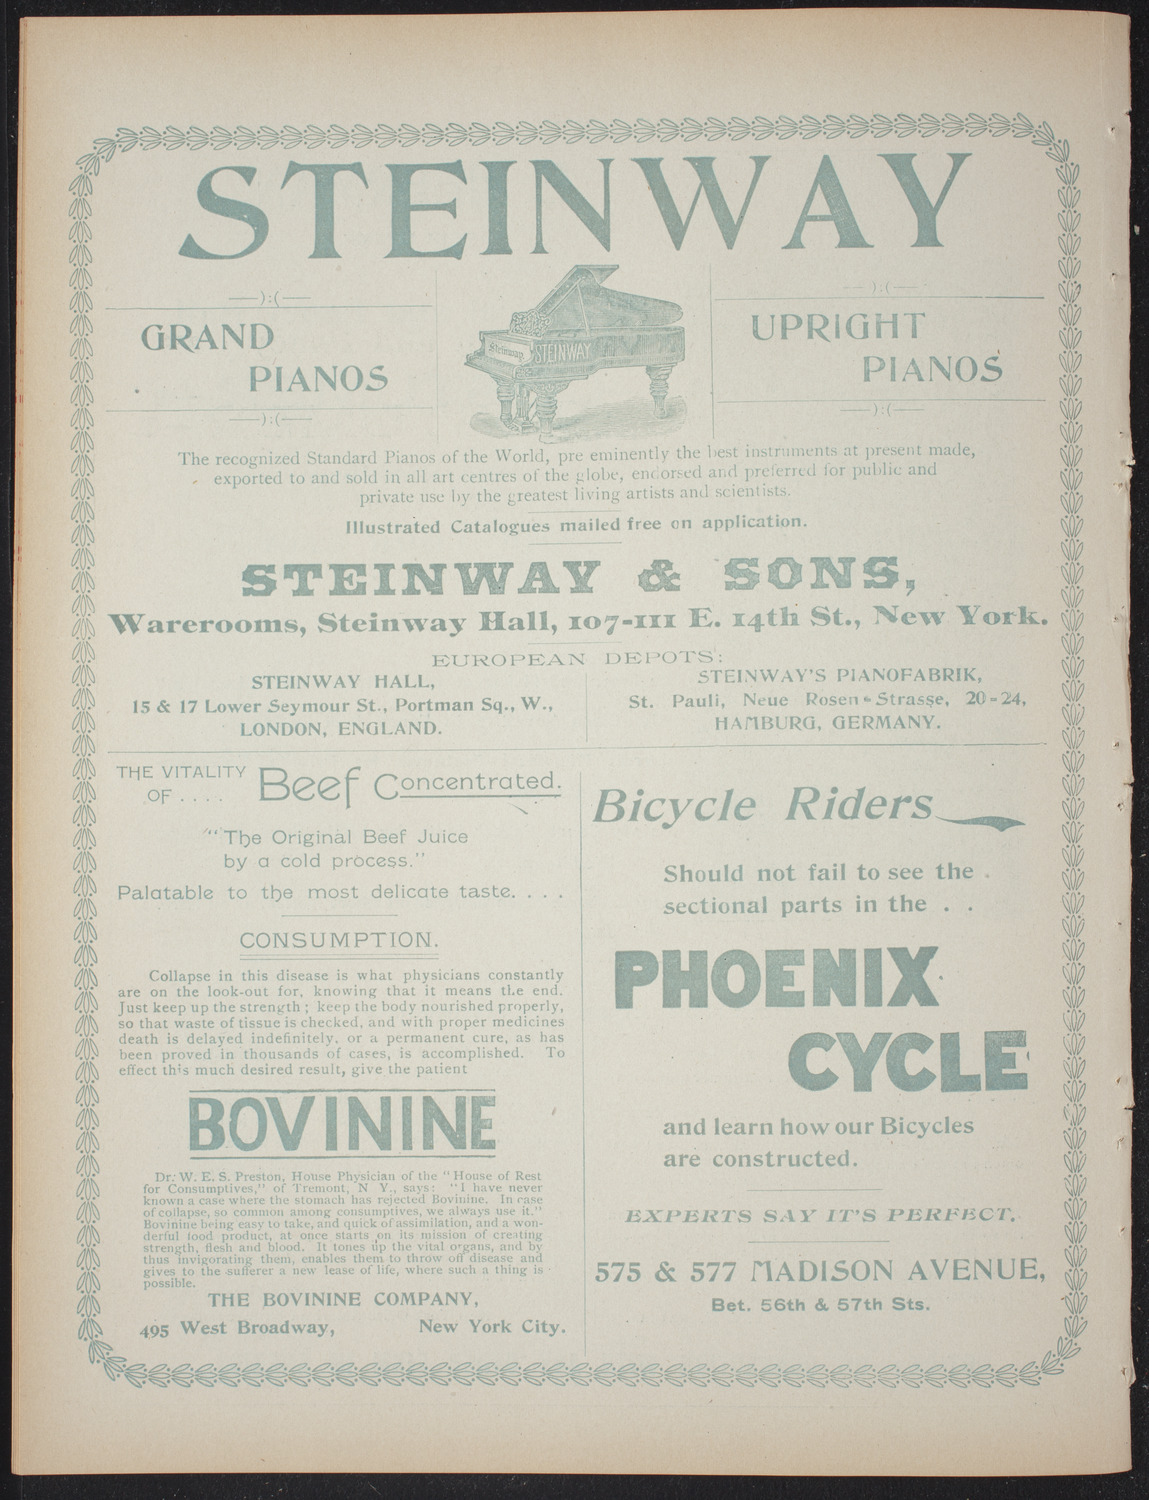 STEINWAY
GRAND
PIANOS
Steinway
STEINWAY
UPRIGHT
PIANOS
The recognized Standard Pianos of the World, pre eminently the best instruments at present made,
exported to and sold in all art centres of the globe, endorsed and preferred for public and
private use by the greatest living artists and scientists.
Illustrated Catalogues mailed free on application.
STEINWAY & SONS,
Warerooms, Steinway Hall, 107-111 E. 14th St., New York.
EUROPEAN DEPOTS:
STEINWAY HALL,
15 & 17 Lower Seymour St., Portman Sq., W.,
LONDON, ENGLAND.
STEINWAY'S PIANOFABRIK,
St. Pauli, Neue Rosen-Strasse, 20-24,
HAMBURG, GERMANY.
THE VITALITY
OF . . . .
Beef Concentrated.
"The Original Beef Juice
by a cold process."
Palatable to the most delicate taste. . . .
CONSUMPTION.
Collapse in this disease is what physicians constantly
are on the look-out for, knowing that it means the end.
Just keep up the strength; keep the body nourished properly,
so that waste of tissue is checked, and with proper medicines
death is delayed indefinitely, or a permanent cure, as has
been proved in thousands of cases, is accomplished. To
effect this much desired result, give the patient
BOVININE
Dr. W. E. S. Preston, House Physician of the "House of Rest
for Consumptives," of Tremont, N Y., says: "I have never
known a case where the stomach has rejected Bovinine. In case
of collapse, so common among consumptives, we always use it."
Bovinine being easy to take, and quick of assimilation, and a won-
derful food product, at once starts on its mission of creating
strength, flesh and blood. It tones up the vital organs, and by
thus invigorating them, enables them to throw off disease and
gives to the sufferer a new lease of life, where such a thing is
possible.
THE BOVININE COMPANY,
495 West Broadway, New York City.
Bicycle Riders
Should not fail to see the .
sectional parts in the . .
PHOENIX
CYCLE
and learn how our Bicycles
are constructed.
EXPERTS SAY IT'S PERFECT.
575 & 577 MADISON AVENUE,
Bet. 56th & 57th Sts.